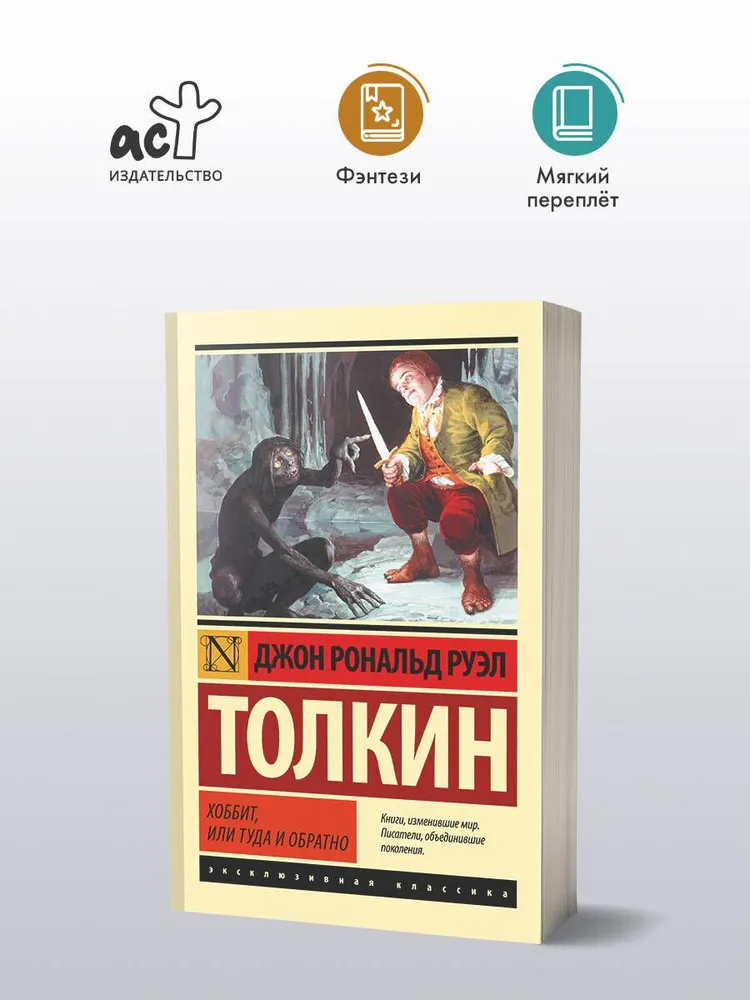 аст
ИЗДАТЕЛЬСТВО
Фэнтези
Мягкий
переплёт
N
ДЖОН РОНАЛЬД РУЭЛ
ТОЛКИН
ХОББИТ,
ИЛИ ТУДА И ОБРАТНО
Книги, изменившие мир.
Писатели, объединившие
поколения.
эксклюзивная классика